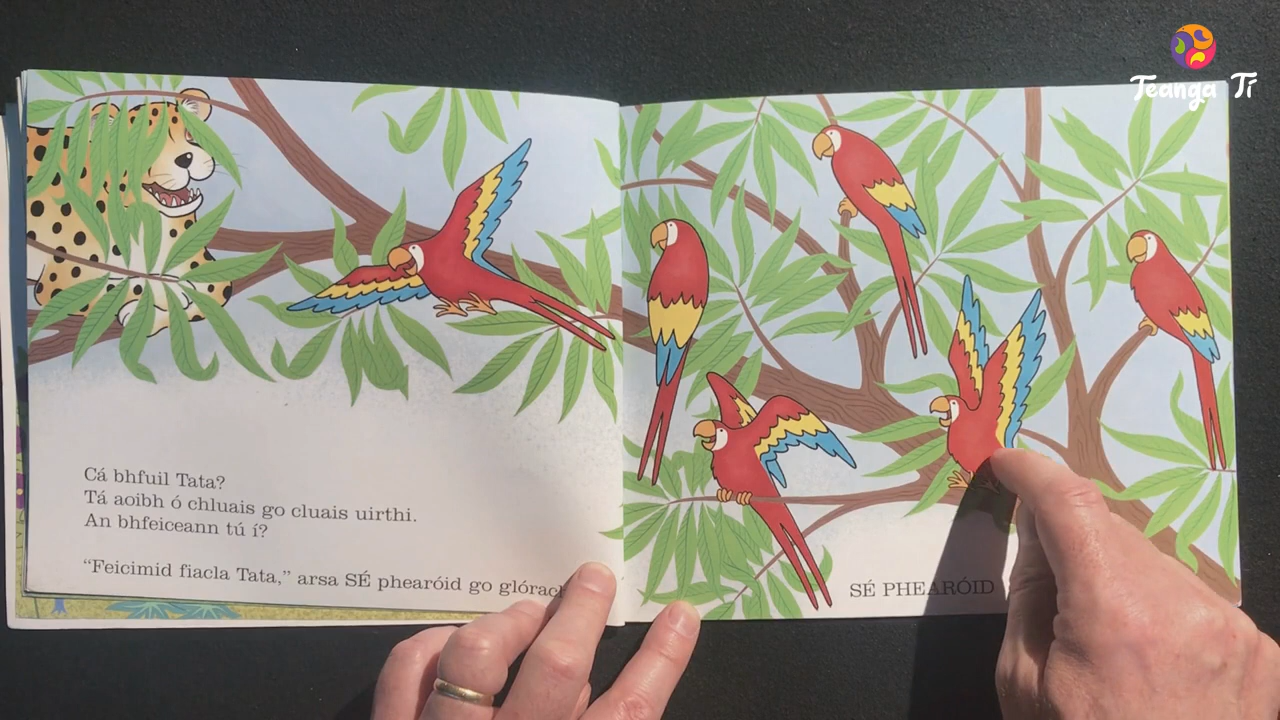 Teanga Tí
Cá bhfuil Tata?
Tá aoibh ó chluais go cluais uirthi.
An bhfeiceann tú í?
“Feicimid fiacla Tata,” arsa SÉ phearóid go
SÉ PHEARÓID